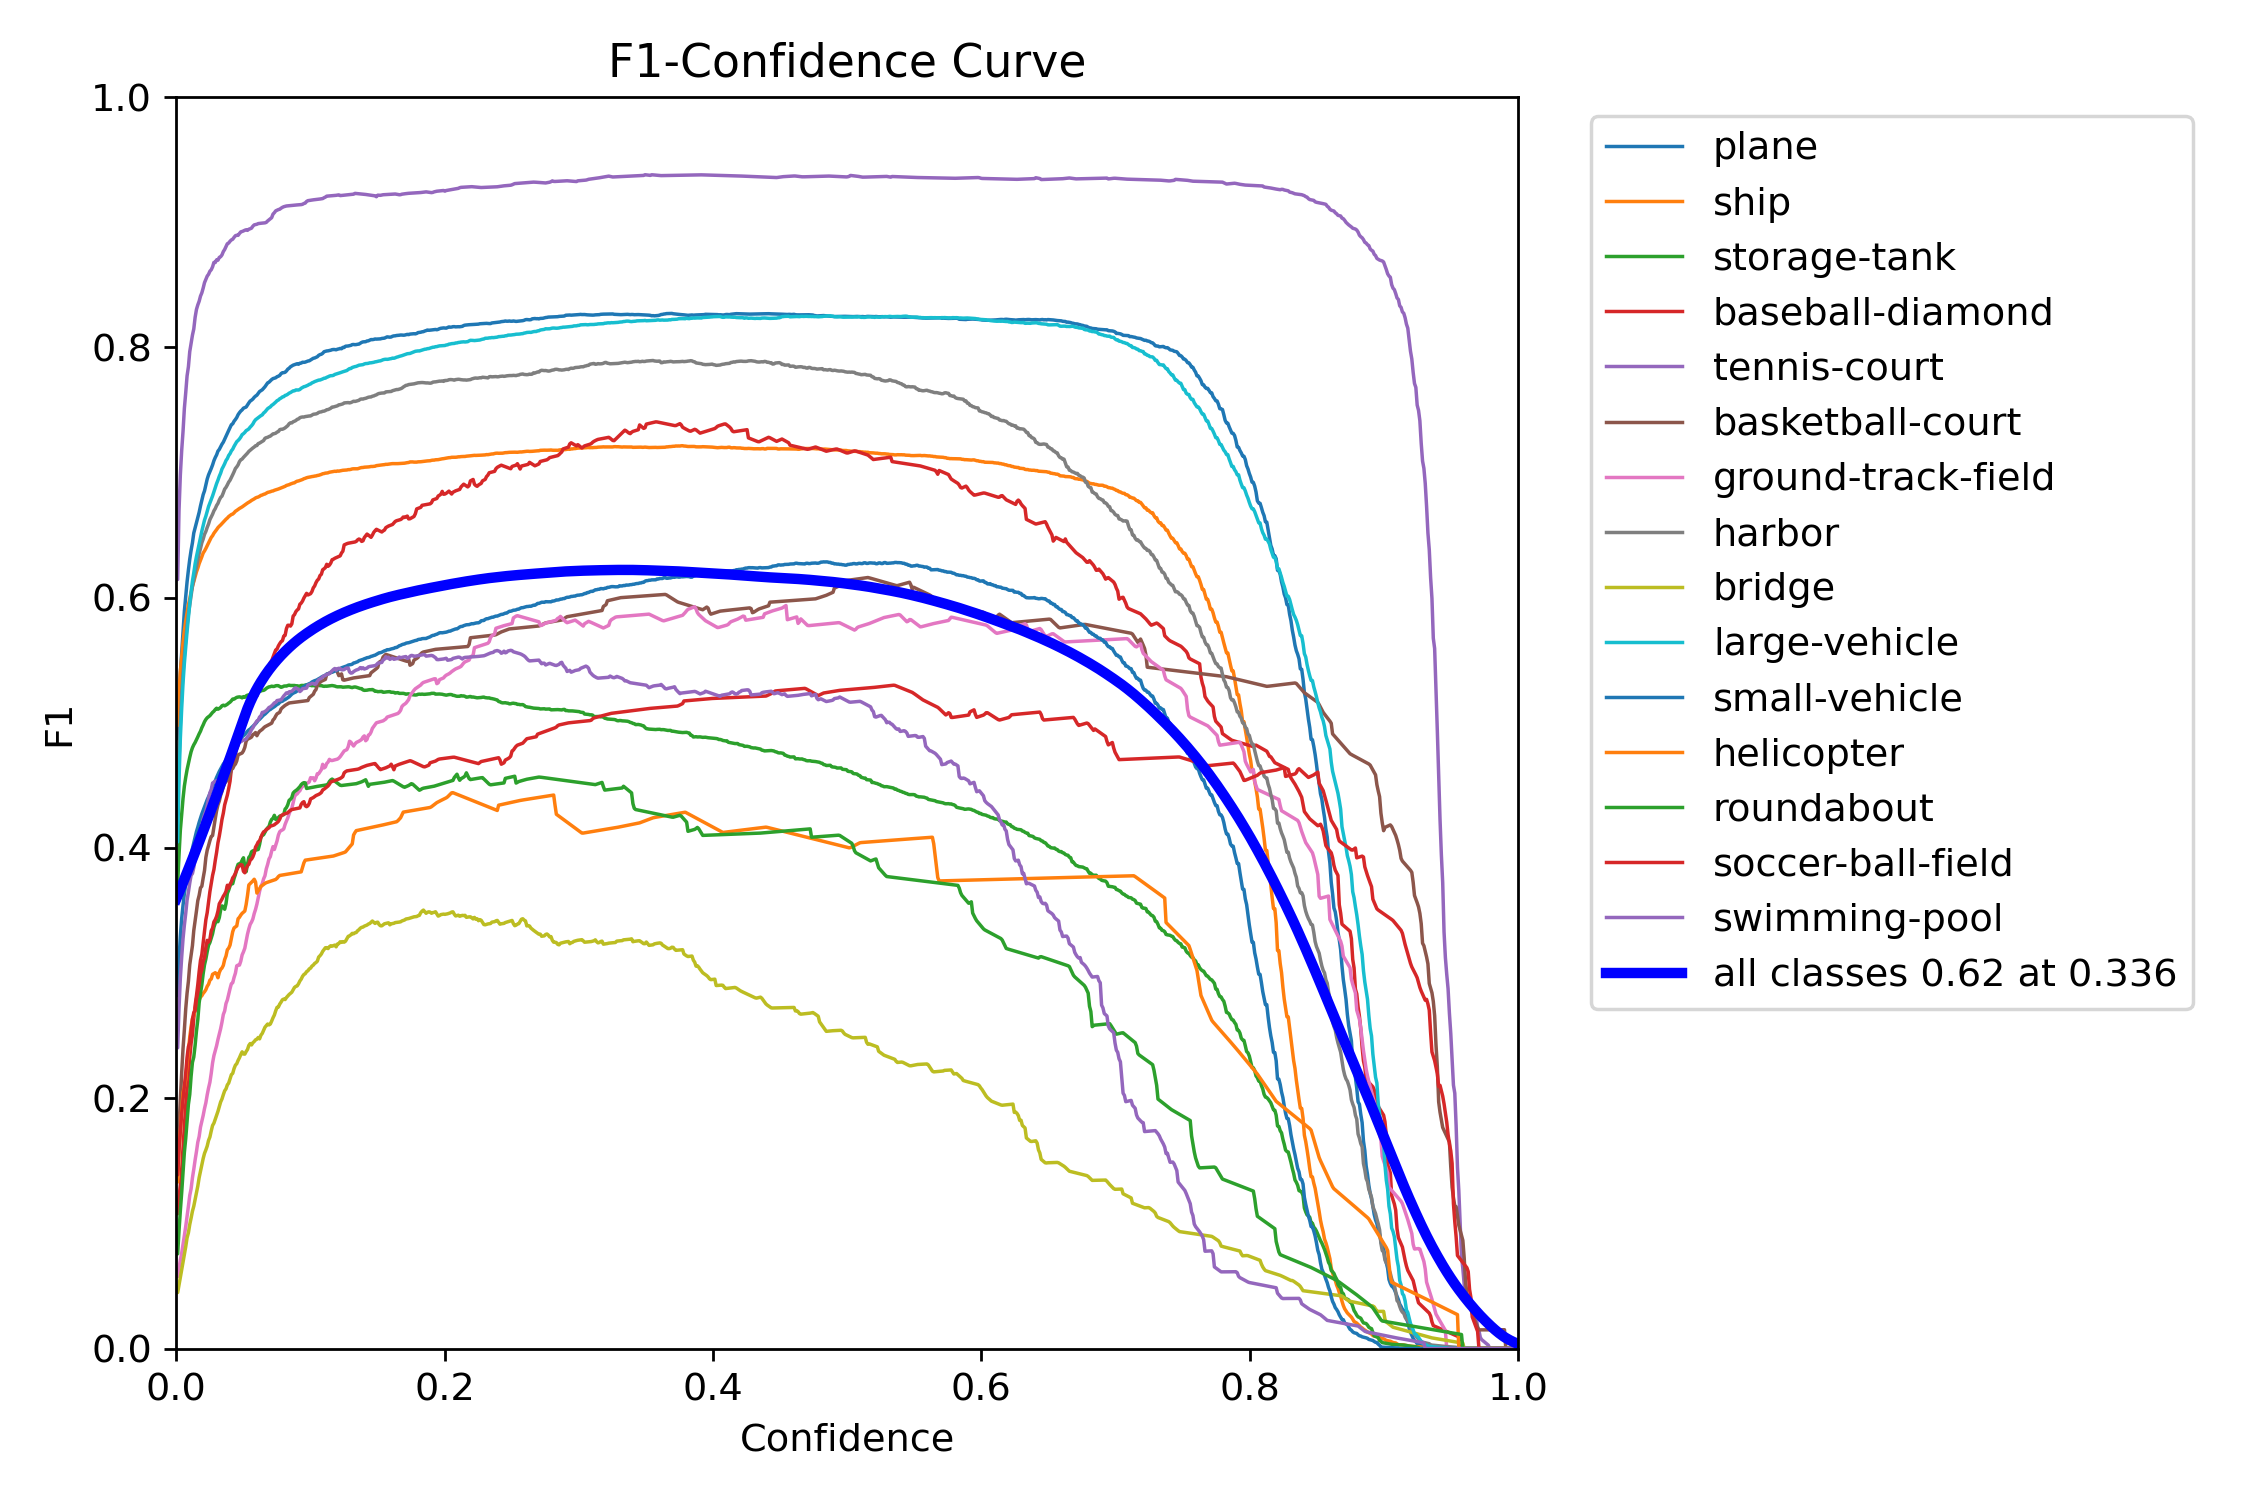 F1-Confidence Curve
1.0
0.8
0.6
0.4
0.2
0.0
F1
0.0 0.2 0.4 0.6 0.8 1.0
Confidence
plane
ship
storage-tank
baseball-diamond
tennis-court
basketball-court
ground-track-field
harbor
bridge
large-vehicle
small-vehicle
helicopter
roundabout
soccer-ball-field
swimming-pool
all classes 0.62 at 0.336